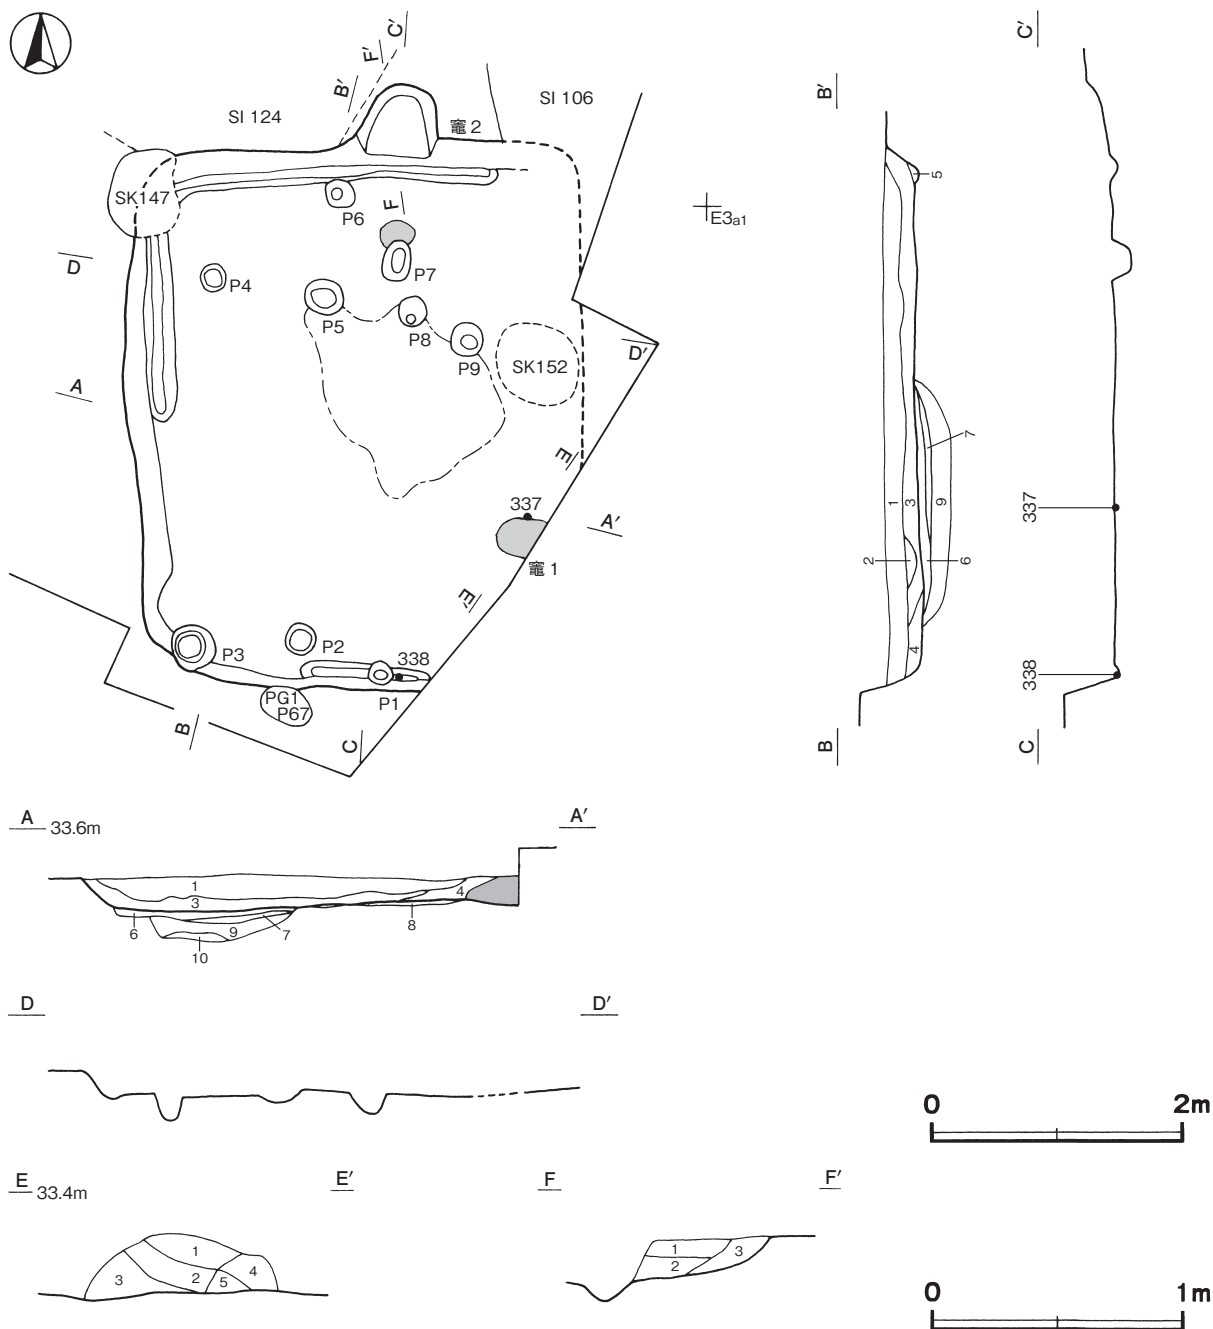 C′
F′
B′
SI 124
SI 106
竈 2
SK147
P6
F
E3a1
D
P4
P7
P5
P8
P9
SK152
D′
A
E
337
A′
竈 1
E′
P3
P2
338
P1
PG1
P67
B
C
B′
5
7
1
3
9
2
6
4
B
C′
337
338
C
A
33.6m
A′
1
3
4
6
9
7
8
10
D
D′
0
2m
E
33.4m
E′
1
2
3
4
5
F
F′
1
2
3
0
1m